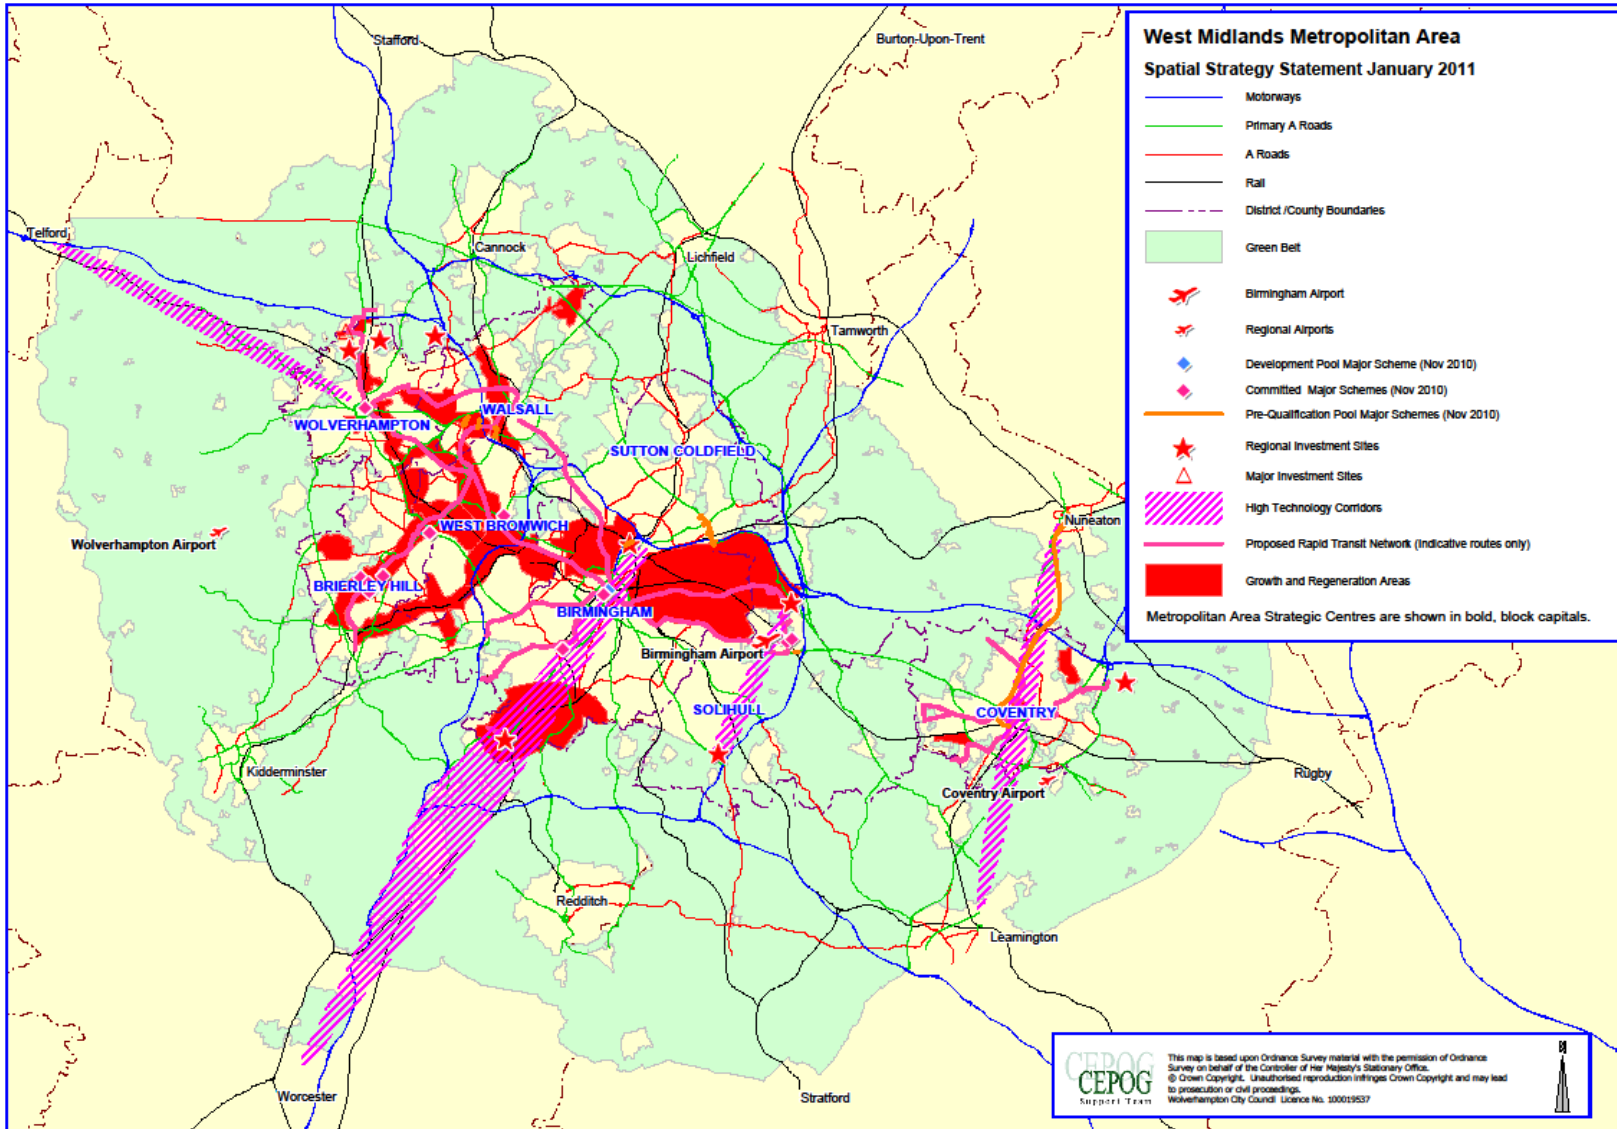 Stafford
Burton-Upon-Trent
Telford
Cannock
Lichfield
Tamworth
WALSALL
WOLVERHAMPTON
SUTTON COLDFIELD
WEST BROMWICH
Nuneaton
Wolverhampton Airport
BRIERLEY HILL
BIRMINGHAM
Birmingham Airport
SOLIHULL
COVENTRY
Kidderminster
Rugby
Coventry Airport
Redditch
Leamington
Worcester
Stratford
West Midlands Metropolitan Area
Spatial Strategy Statement January 2011
Motorways
Primary A Roads
A Roads
Rail
District /County Boundaries
Green Belt
Birmingham Airport
Regional Airports
Development Pool Major Scheme (Nov 2010)
Committed Major Schemes (Nov 2010)
Pre-Qualification Pool Major Schemes (Nov 2010)
Regional Investment Sites
Major Investment Sites
High Technology Corridors
Proposed Rapid Transit Network (Indicative routes only)
Growth and Regeneration Areas
Metropolitan Area Strategic Centres are shown in bold, block capitals.
CEPOG
CEPOG
Support Team
This map is based upon Ordnance Survey material with the permission of Ordnance
Survey on behalf of the Controller of Her Majesty's Stationary Office.
© Crown Copyright. Unauthorised reproduction infringes Crown Copyright and may lead
to prosecution or civil proceedings.
Wolverhampton City Council Licence No. 100019537
N